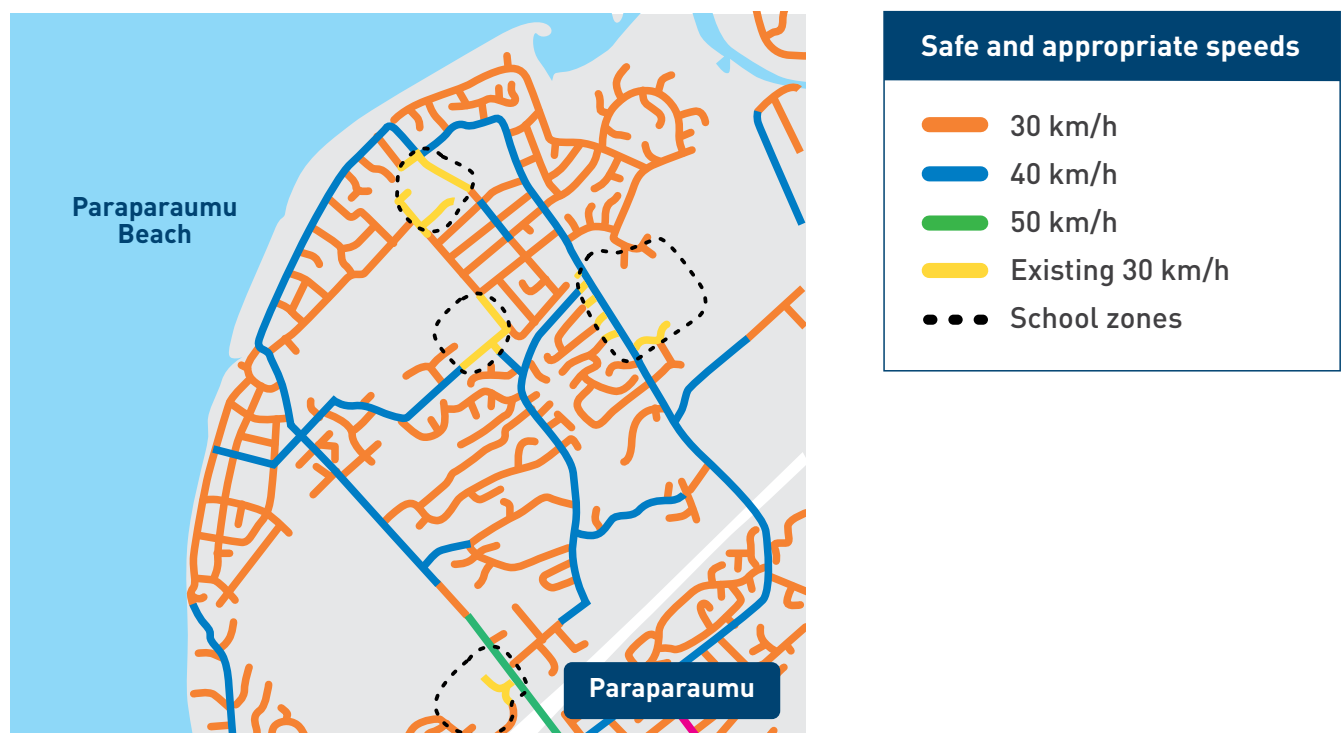 Paraparaumu
Beach
Paraparaumu
Safe and appropriate speeds
30 km/h
40 km/h
50 km/h
Existing 30 km/h
School zones